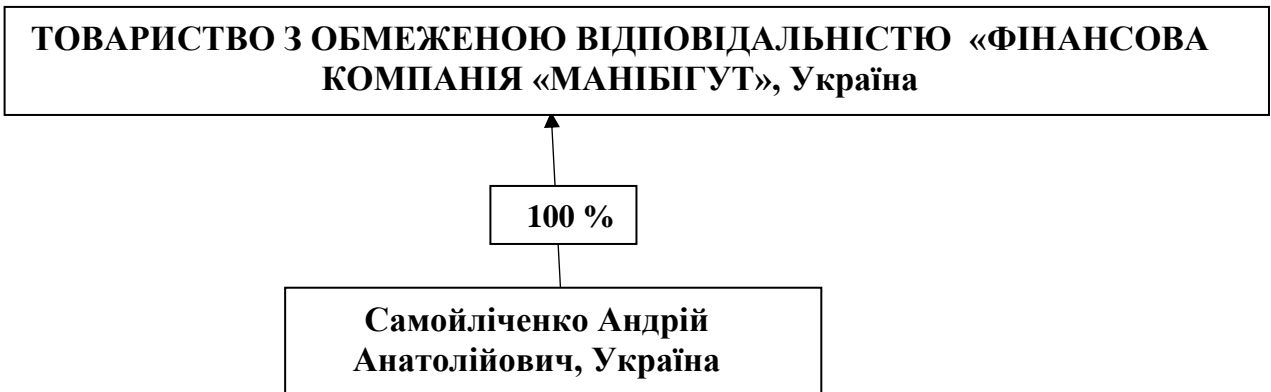 ТОВАРИСТВО З ОБМЕЖЕНОЮ ВІДПОВІДАЛЬНІСТЮ «ФІНАНСОВА
КОМПАНІЯ «МАНІБІГУТ», Україна
100 %
Самойліченко Андрій
Анатолійович, Україна